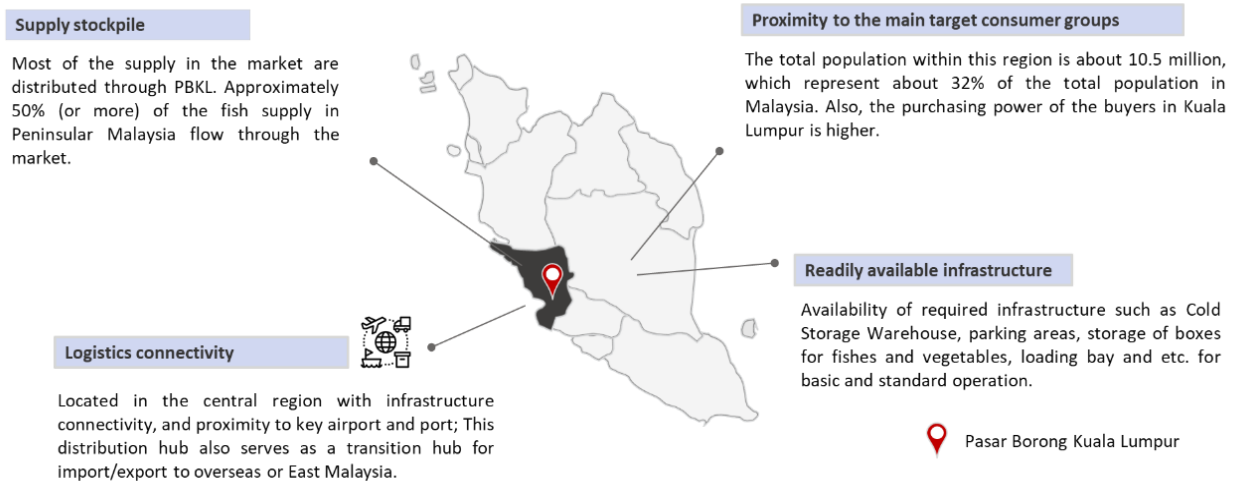 Supply stockpile
Most of the supply in the market are
distributed through PBKL. Approximately
50% (or more) of the fish supply in
Peninsular Malaysia flow through the
market.
Proximity to the main target consumer groups
The total population within this region is about 10.5 million,
which represent about 32% of the total population in
Malaysia. Also, the purchasing power of the buyers in Kuala
Lumpur is higher.
Logistics connectivity
Located in the central region with infrastructure
connectivity, and proximity to key airport and port; This
distribution hub also serves as a transition hub for
import/export to overseas or East Malaysia.
Readily available infrastructure
Availability of required infrastructure such as Cold
Storage Warehouse, parking areas, storage of boxes
for fishes and vegetables, loading bay and etc. for
basic and standard operation.
Pasar Borong Kuala Lumpur